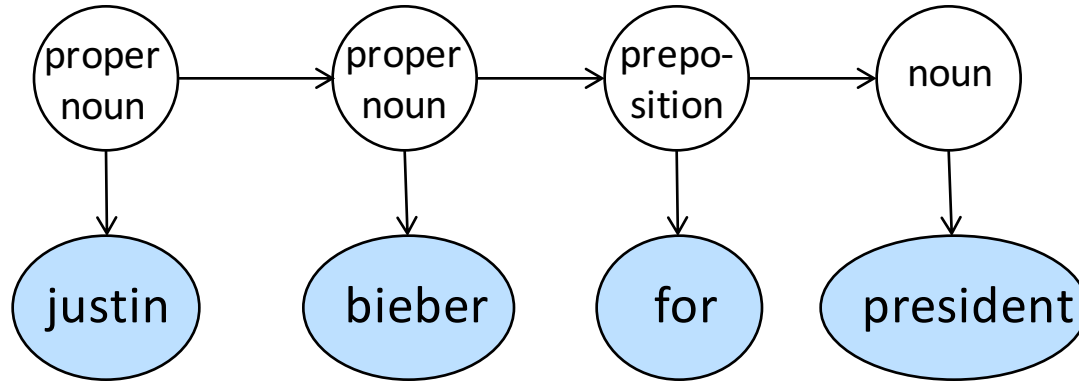 proper
noun
proper
noun
prepo-
sition
noun
justin
bieber
for
president